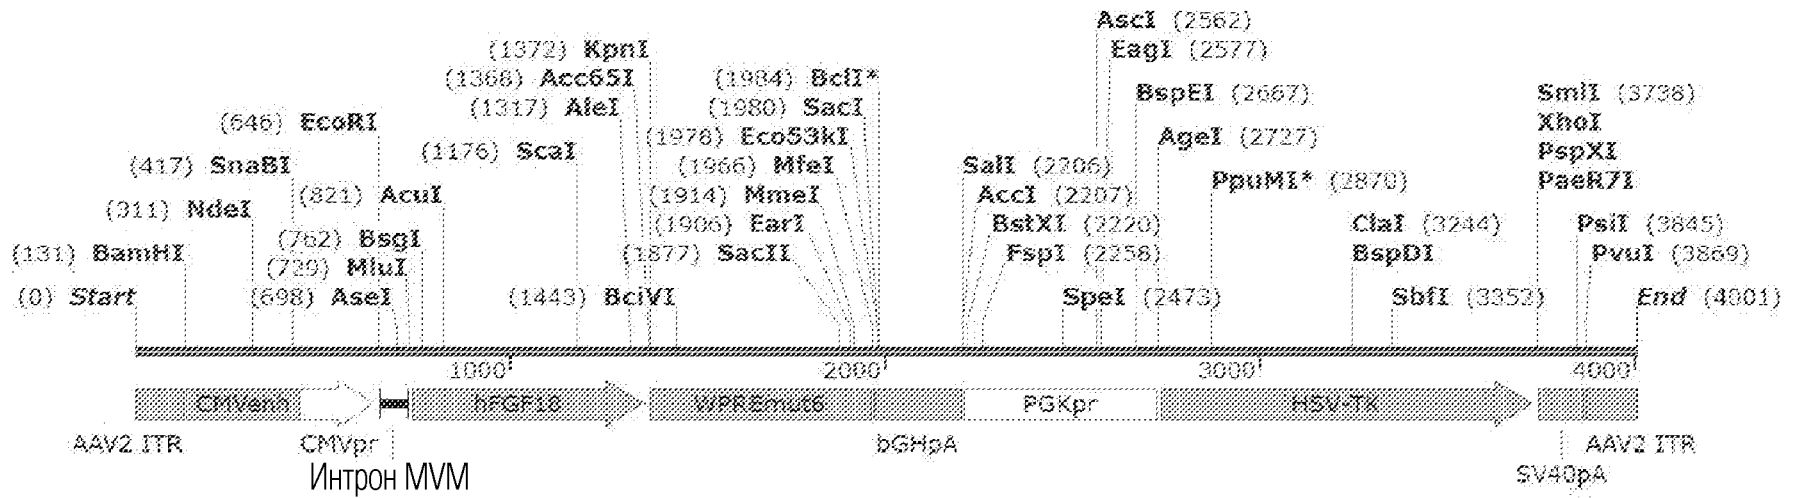 AscI (2562)
(1372) KpnI EagI (2577)
(1368) Acc65I (1984) BclI* BspEI (2667) SmlI (3738)
(1317) AleI (1980) SacI XhoI
(646) EcoRI (1978) Eco53kI AgeI (2727) PspXI
(417) SnaBI (1176) ScaI (1966) MfeI SalI (2206) PaeR7I
(821) AcuI (1914) MmeI AccI (2207) PpuMI* (2870)
(311) NdeI (1906) EarI BstXI (2220) ClaI (3244) PsiI (3845)
(762) BsgI (1877) SacII FspI (2258) BspDI PvuI (3869)
(131) BamHI (729) MluI
(0) Start (698) AseI (1443) BciVI SpeI (2473) SbfI (3352) End (4001)
1000 2000 3000 4000
CMVenh hFGF18 WPREmut6 PGKpr HSV-TK
AAV2 ITR CMVpr bGHpA AAV2 ITR
Интрон MVM SV40pA